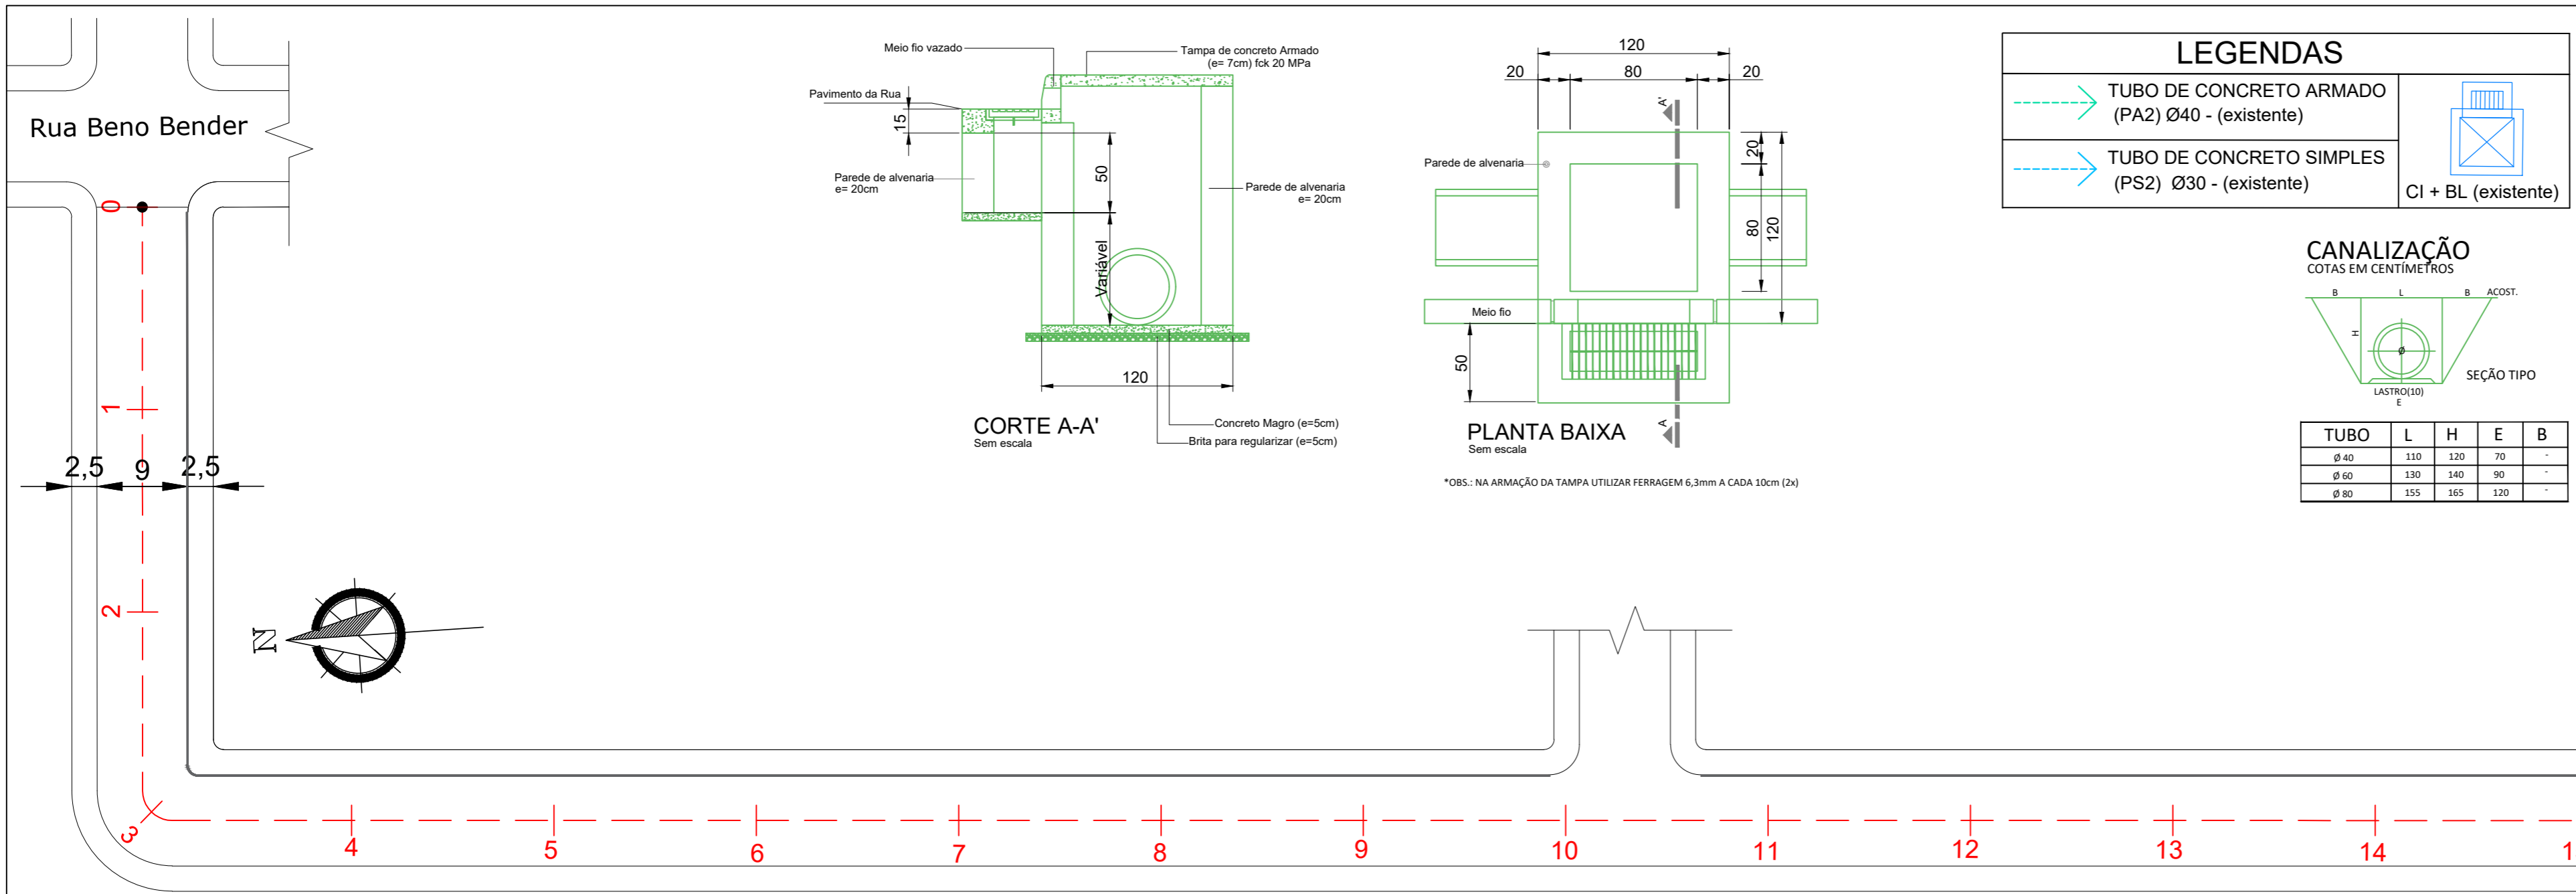 Rua Beno Bender
0
1
2
3
2,5
9
2,5
N
Meio fio vazado
Tampa de concreto Armado
(e= 7cm) fck 20 MPa
Pavimento da Rua
15
Parede de alvenaria
e= 20cm
50
Variável
Parede de alvenaria
e= 20cm
120
CORTE A-A'
Sem escala
Concreto Magro (e=5cm)
Brita para regularizar (e=5cm)
120
20
80
20
A'
Parede de alvenaria
20
80
120
Meio fio
50
A
PLANTA BAIXA
Sem escala
*OBS.: NA ARMAÇÃO DA TAMPA UTILIZAR FERRAGEM 6,3mm A CADA 10cm (2x)
LEGENDAS
TUBO DE CONCRETO ARMADO
(PA2) Ø40 - (existente)
TUBO DE CONCRETO SIMPLES
(PS2) Ø30 - (existente)
CI + BL (existente)
CANALIZAÇÃO
COTAS EM CENTÍMETROS
B L B ACOST.
H
Ø
SEÇÃO TIPO
LASTRO(10)
E
TUBO L H E B
Ø 40 110 120 70 -
Ø 60 130 140 90 -
Ø 80 155 165 120 -
4 5 6 7 8 9 10 11 12 13 14 1